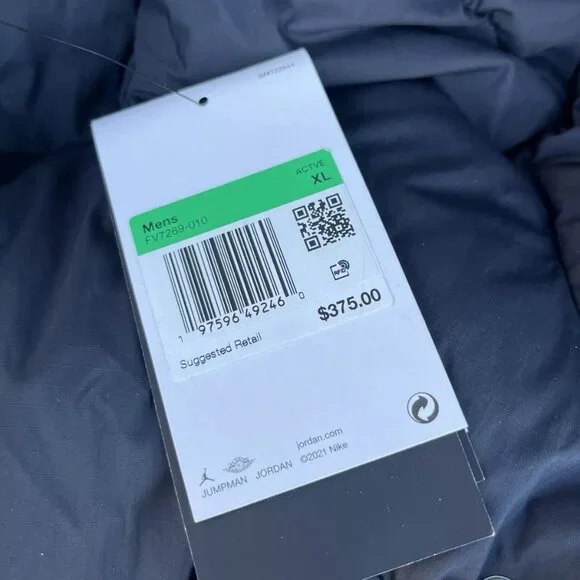 ACTVE
Mens XL
FV7269-010
1 97596 49246 0
Suggested Retail $375.00
jordan.com
JUMPMAN JORDAN ©2021 Nike